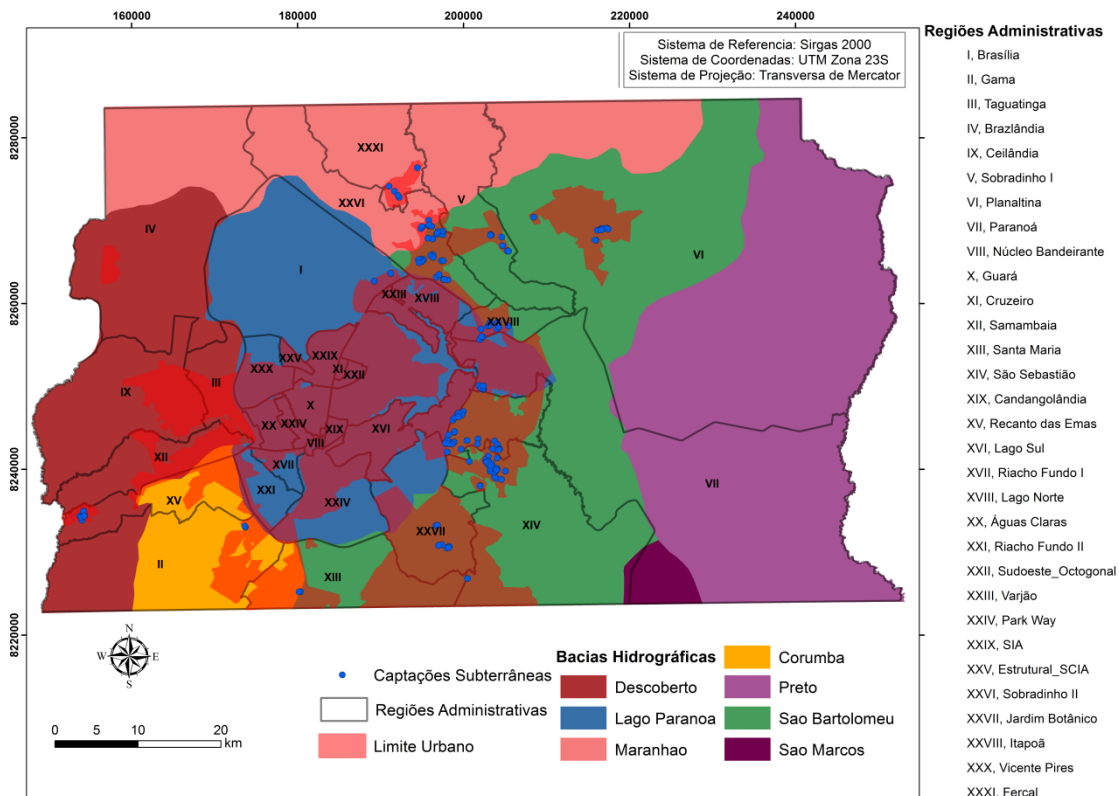 160000 180000 200000 220000 240000
Sistema de Referencia: Sirgas 2000
Sistema de Coordenadas: UTM Zona 23S
Sistema de Projeção: Transversa de Mercator
8280000
8260000
8240000
8220000
XXXI
V
XXVI
IV
VI
I
XXIII XVIII
XXVIII
XXV XXIX
XXX XI
XXII
IX III
X
XX XXIV
XIX XVI
VIII
XII XVII
XXI
XV XXIV
VII
XXVII XIV
II XIII
N
W E
S
0 5 10 20
km
Captações Subterrâneas
Regiões Administrativas
Limite Urbano
Bacias Hidrográficas
Descoberto
Lago Paranoa
Maranhao
Corumba
Preto
Sao Bartolomeu
Sao Marcos
Regiões Administrativas
I, Brasília
II, Gama
III, Taguatinga
IV, Brazlândia
IX, Ceilândia
V, Sobradinho I
VI, Planaltina
VII, Paranoá
VIII, Núcleo Bandeirante
X, Guará
XI, Cruzeiro
XII, Samambaia
XIII, Santa Maria
XIV, São Sebastião
XIX, Candangolândia
XV, Recanto das Emas
XVI, Lago Sul
XVII, Riacho Fundo I
XVIII, Lago Norte
XX, Águas Claras
XXI, Riacho Fundo II
XXII, Sudoeste_Octogonal
XXIII, Varjão
XXIV, Park Way
XXIX, SIA
XXV, Estrutural_SCIA
XXVI, Sobradinho II
XXVII, Jardim Botânico
XXVIII, Itapoã
XXX, Vicente Pires
XXXI, Fercal